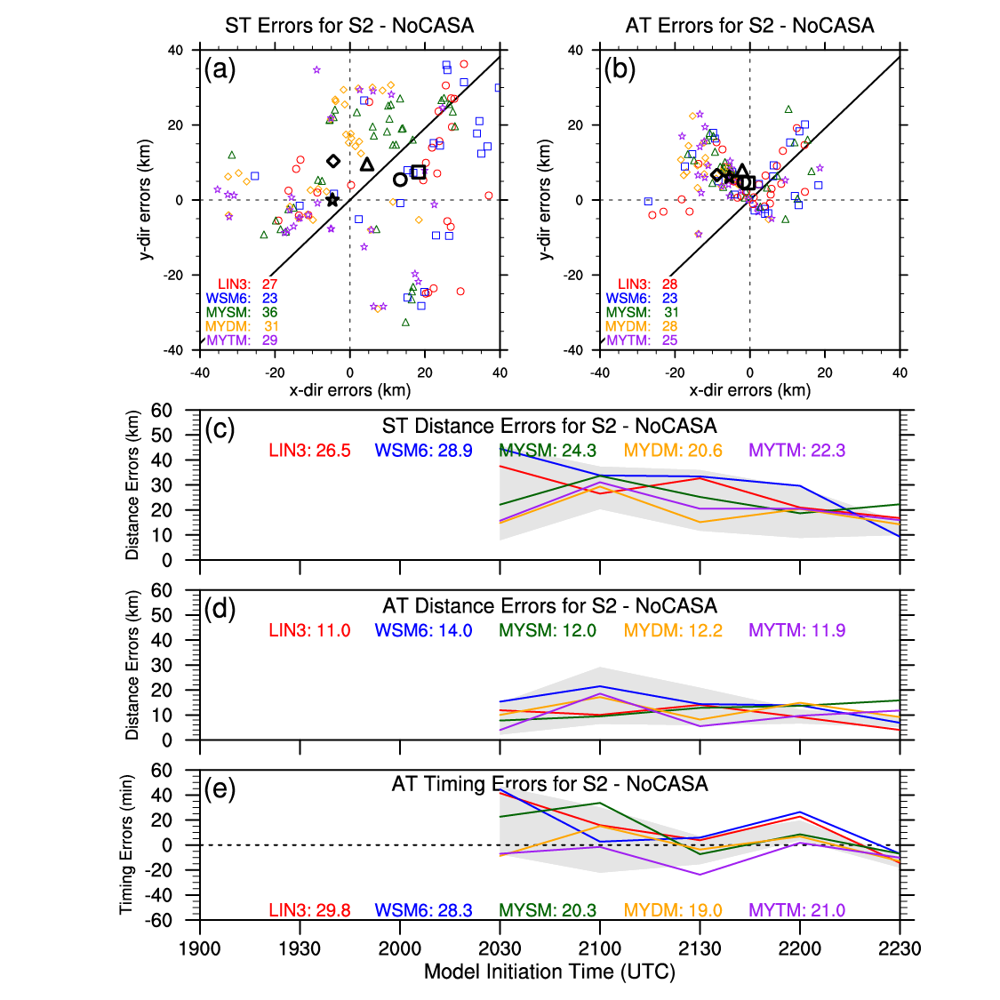 ST Errors for S2 - NoCASA
AT Errors for S2 - NoCASA
(a)
40
20
0
-20
-40
y-dir errors (km)
LIN3: 27
WSM6: 23
MYSM: 36
MYDM: 31
MYTM: 29
-40 -20 0 20 40
x-dir errors (km)
(b)
40
20
0
-20
-40
y-dir errors (km)
LIN3: 28
WSM6: 23
MYSM: 31
MYDM: 28
MYTM: 25
-40 -20 0 20 40
x-dir errors (km)
(c)
ST Distance Errors for S2 - NoCASA
LIN3: 26.5 WSM6: 28.9 MYSM: 24.3 MYDM: 20.6 MYTM: 22.3
60
50
40
30
20
10
0
Distance Errors (km)
(d)
AT Distance Errors for S2 - NoCASA
LIN3: 11.0 WSM6: 14.0 MYSM: 12.0 MYDM: 12.2 MYTM: 11.9
60
50
40
30
20
10
0
Distance Errors (km)
(e)
AT Timing Errors for S2 - NoCASA
60
40
20
0
-20
-40
-60
Timing Errors (min)
LIN3: 29.8 WSM6: 28.3 MYSM: 20.3 MYDM: 19.0 MYTM: 21.0
1900 1930 2000 2030 2100 2130 2200 2230
Model Initiation Time (UTC)